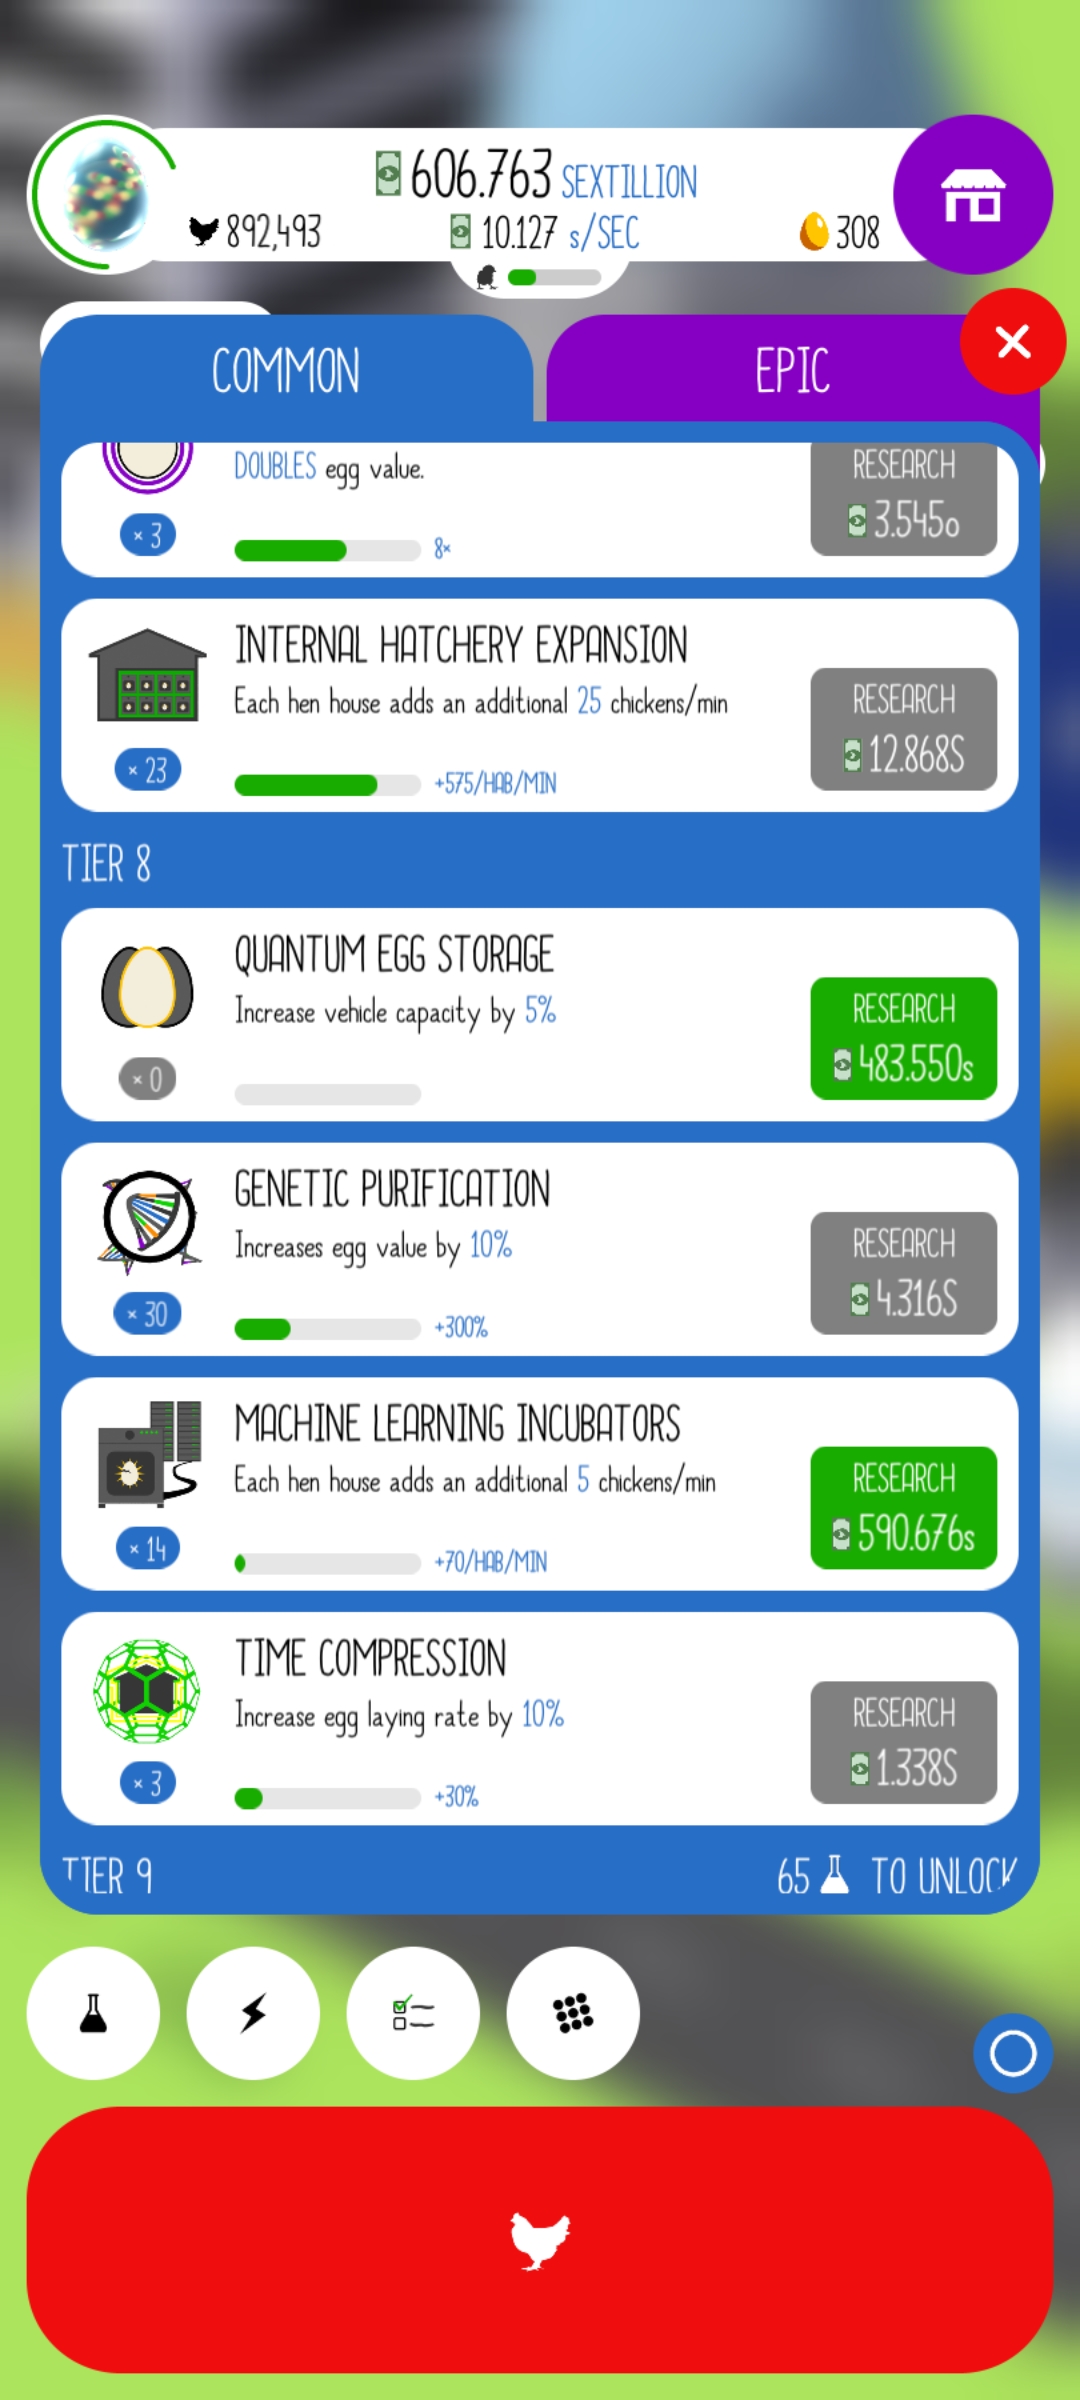 606.763 SEXTILLION
892,493
10.127 s/SEC
308
COMMON
EPIC
DOUBLES egg value.
× 3
8×
RESEARCH
3.545o
INTERNAL HATCHERY EXPANSION
Each hen house adds an additional 25 chickens/min
× 23
+575/HAB/MIN
RESEARCH
12.868S
TIER 8
QUANTUM EGG STORAGE
Increase vehicle capacity by 5%
× 0
RESEARCH
483.550s
GENETIC PURIFICATION
Increases egg value by 10%
× 30
+300%
RESEARCH
4.316S
MACHINE LEARNING INCUBATORS
Each hen house adds an additional 5 chickens/min
× 14
+70/HAB/MIN
RESEARCH
590.676s
TIME COMPRESSION
Increase egg laying rate by 10%
× 3
+30%
RESEARCH
1.338S
TIER 9
65 TO UNLOCK